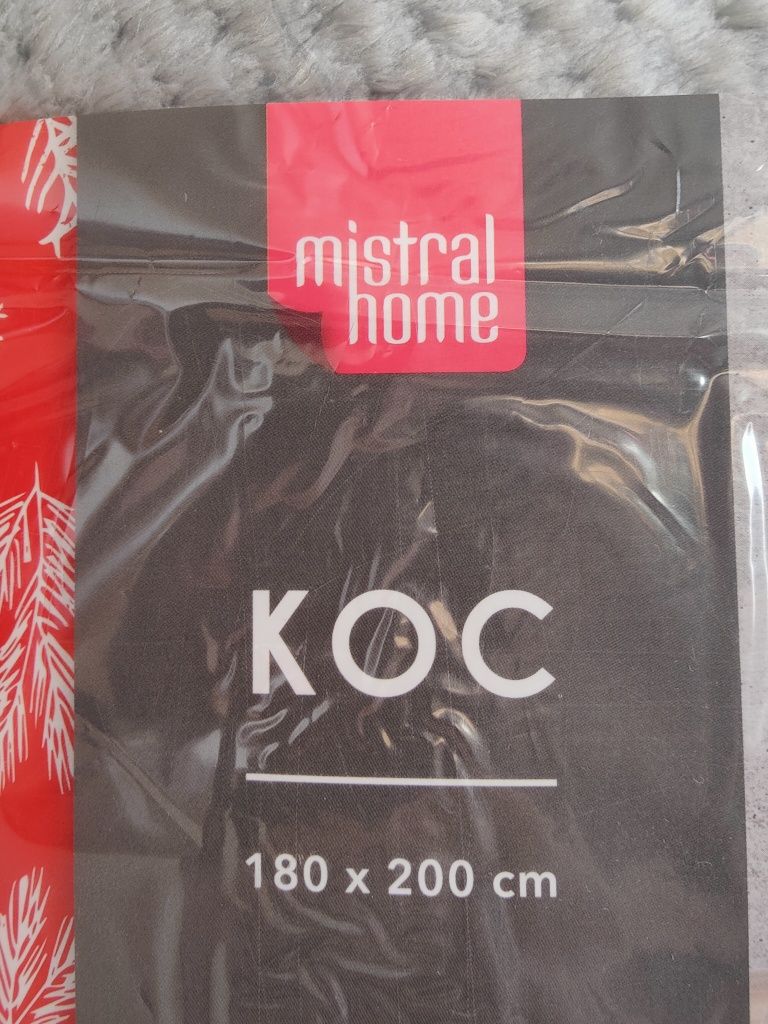 mistral
home
KOC
180 x 200 cm